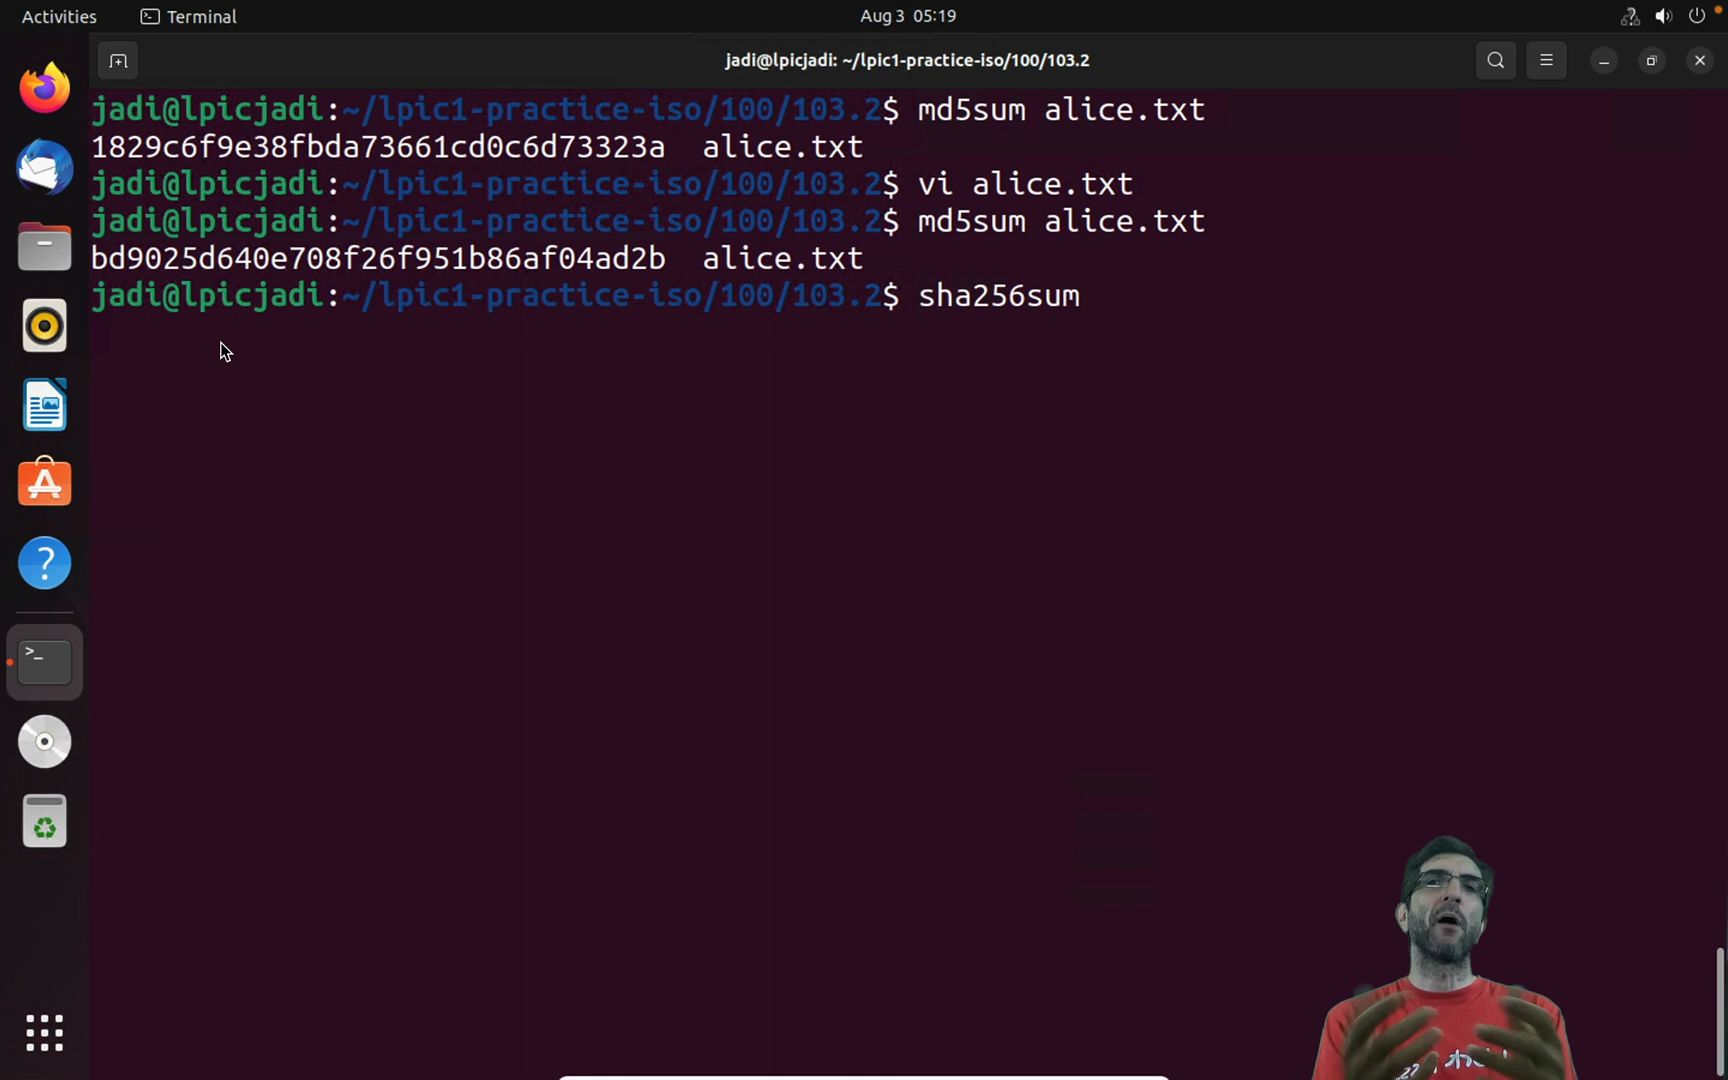 Activities Terminal Aug 3 05:19
jadi@lpicjadi: ~/lpic1-practice-iso/100/103.2
jadi@lpicjadi:~/lpic1-practice-iso/100/103.2$ md5sum alice.txt
1829c6f9e38fbda73661cd0c6d73323a  alice.txt
jadi@lpicjadi:~/lpic1-practice-iso/100/103.2$ vi alice.txt
jadi@lpicjadi:~/lpic1-practice-iso/100/103.2$ md5sum alice.txt
bd9025d640e708f26f951b86af04ad2b  alice.txt
jadi@lpicjadi:~/lpic1-practice-iso/100/103.2$ sha256sum